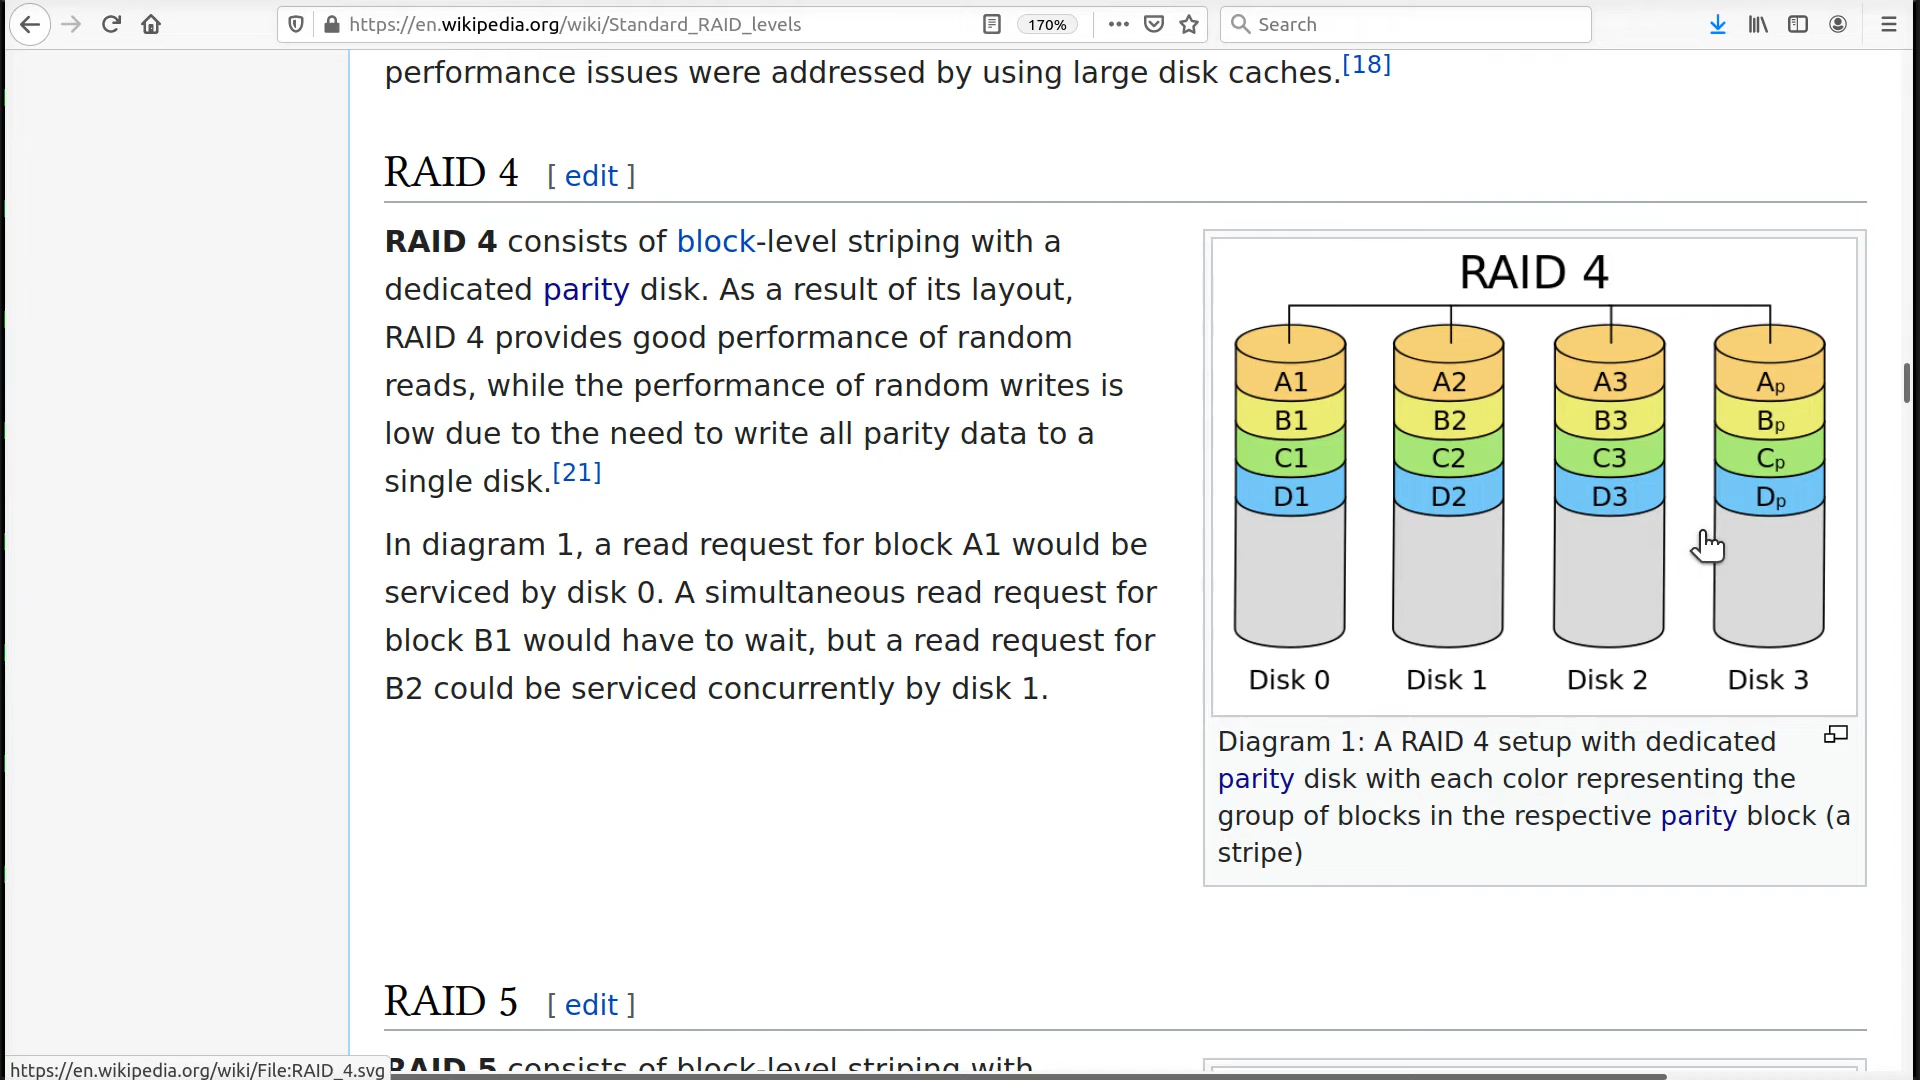 https://en.wikipedia.org/wiki/Standard_RAID_levels
170%
Search
performance issues were addressed by using large disk caches.[18]
RAID 4 [ edit ]
RAID 4 consists of block-level striping with a
dedicated parity disk. As a result of its layout,
RAID 4 provides good performance of random
reads, while the performance of random writes is
low due to the need to write all parity data to a
single disk.[21]
In diagram 1, a read request for block A1 would be
serviced by disk 0. A simultaneous read request for
block B1 would have to wait, but a read request for
B2 could be serviced concurrently by disk 1.
RAID 4
A1 A2 A3 Ap
B1 B2 B3 Bp
C1 C2 C3 Cp
D1 D2 D3 Dp
Disk 0 Disk 1 Disk 2 Disk 3
Diagram 1: A RAID 4 setup with dedicated
parity disk with each color representing the
group of blocks in the respective parity block (a
stripe)
RAID 5 [ edit ]
RAID 5 consists of block-level striping with
https://en.wikipedia.org/wiki/File:RAID_4.svg